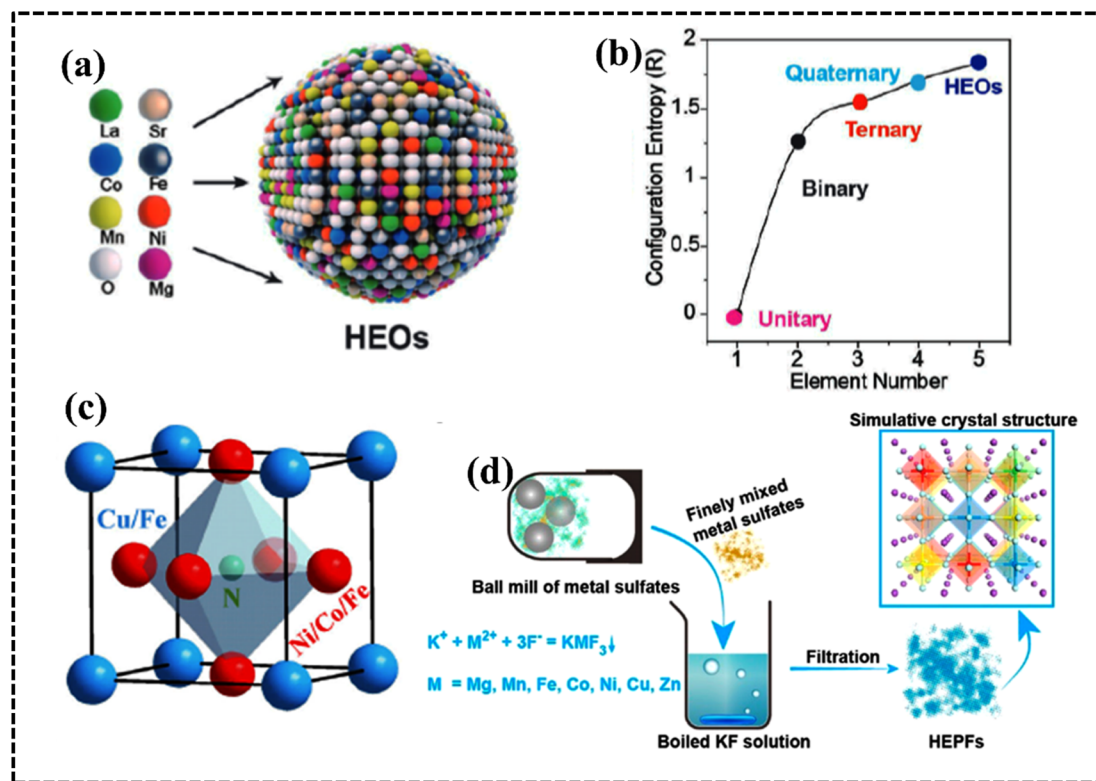 (a)
La Sr
Co Fe
Mn Ni
O Mg
HEOs
(b)
Configuration Entropy (R)
2
1.5
1
0.5
0
Unitary
Binary
Ternary
Quaternary
HEOs
1 2 3 4 5
Element Number
(c)
Cu/Fe
N
Ni/Co/Fe
(d)
Ball mill of metal sulfates
Finely mixed
metal sulfates
K⁺ + M²⁺ + 3F⁻ = KMF₃↓
M = Mg, Mn, Fe, Co, Ni, Cu, Zn
Boiled KF solution
Filtration
HEPFs
Simulative crystal structure